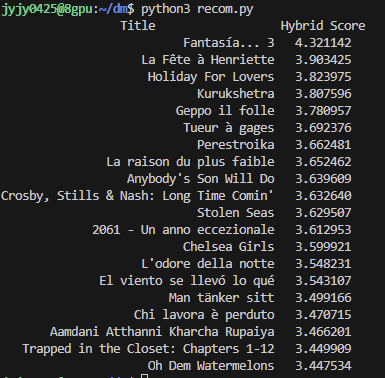 jyjy0425@8gpu:~/dm$ python3 recom.py
Title Hybrid Score
Fantasía... 3 4.321142
La Fête à Henriette 3.903425
Holiday For Lovers 3.823975
Kurukshetra 3.807596
Geppo il folle 3.780957
Tueur à gages 3.692376
Perestroika 3.662481
La raison du plus faible 3.652462
Anybody's Son Will Do 3.639609
Crosby, Stills & Nash: Long Time Comin' 3.632640
Stolen Seas 3.629507
2061 - Un anno eccezionale 3.612953
Chelsea Girls 3.599921
L'odore della notte 3.548231
El viento se llevó lo qué 3.543107
Man tänker sitt 3.499166
Chi lavora è perduto 3.470715
Aamdani Atthanni Kharcha Rupaiya 3.466201
Trapped in the Closet: Chapters 1-12 3.449909
Oh Dem Watermelons 3.447534